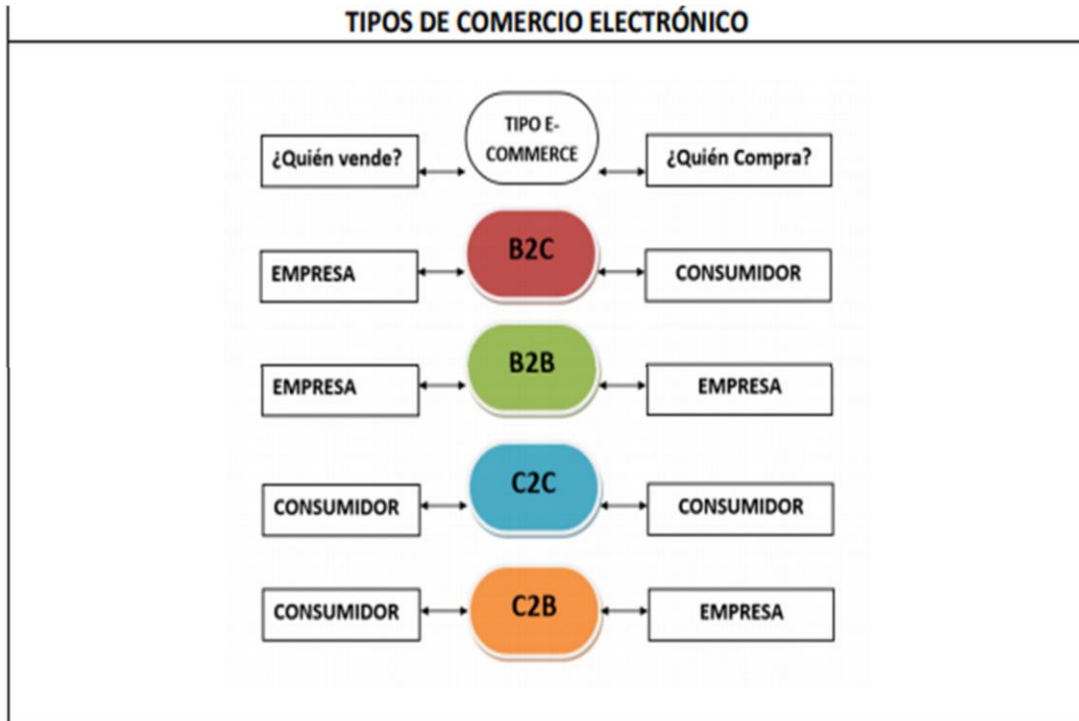 TIPOS DE COMERCIO ELECTRÓNICO
¿Quién vende?
TIPO E-
COMMERCE
¿Quién Compra?
EMPRESA
B2C
CONSUMIDOR
EMPRESA
B2B
EMPRESA
CONSUMIDOR
C2C
CONSUMIDOR
CONSUMIDOR
C2B
EMPRESA